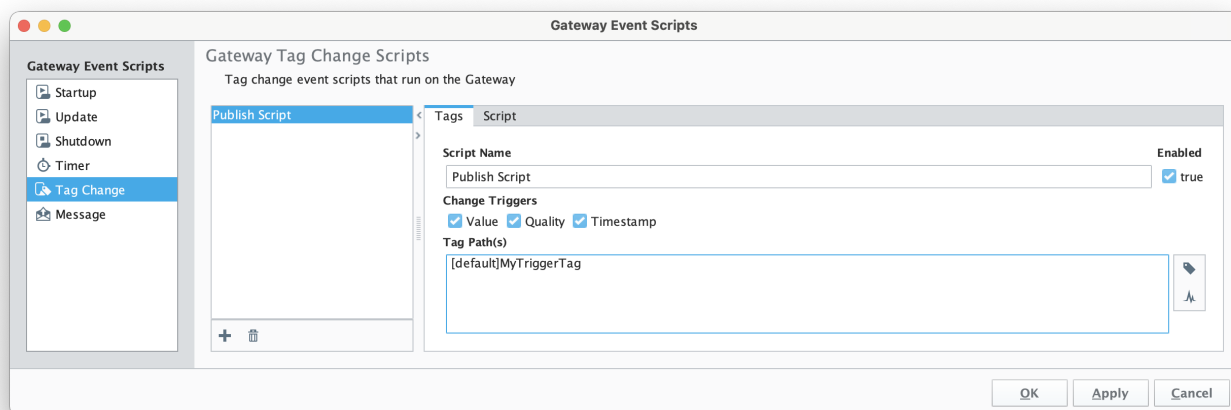 Gateway Event Scripts
Gateway Event Scripts
Startup
Update
Shutdown
Timer
Tag Change
Message
Gateway Tag Change Scripts
Tag change event scripts that run on the Gateway
Publish Script
Tags Script
Script Name Enabled
Publish Script true
Change Triggers
Value Quality Timestamp
Tag Path(s)
[default]MyTriggerTag
OK Apply Cancel